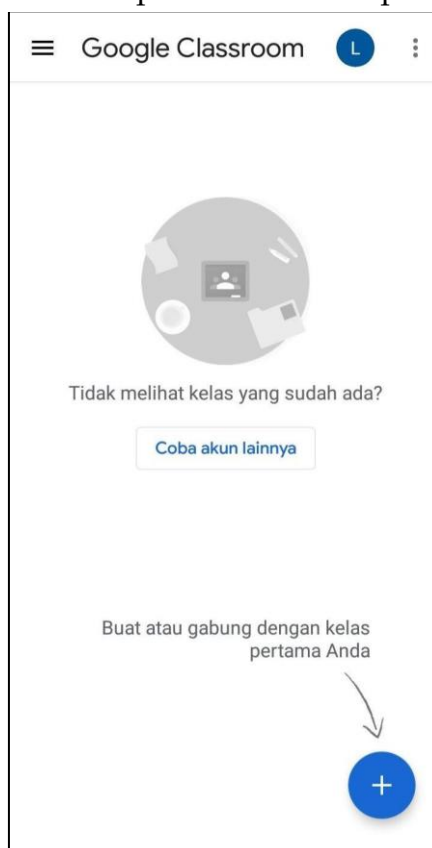 Google Classroom
L
Tidak melihat kelas yang sudah ada?
Coba akun lainnya
Buat atau gabung dengan kelas
pertama Anda
+